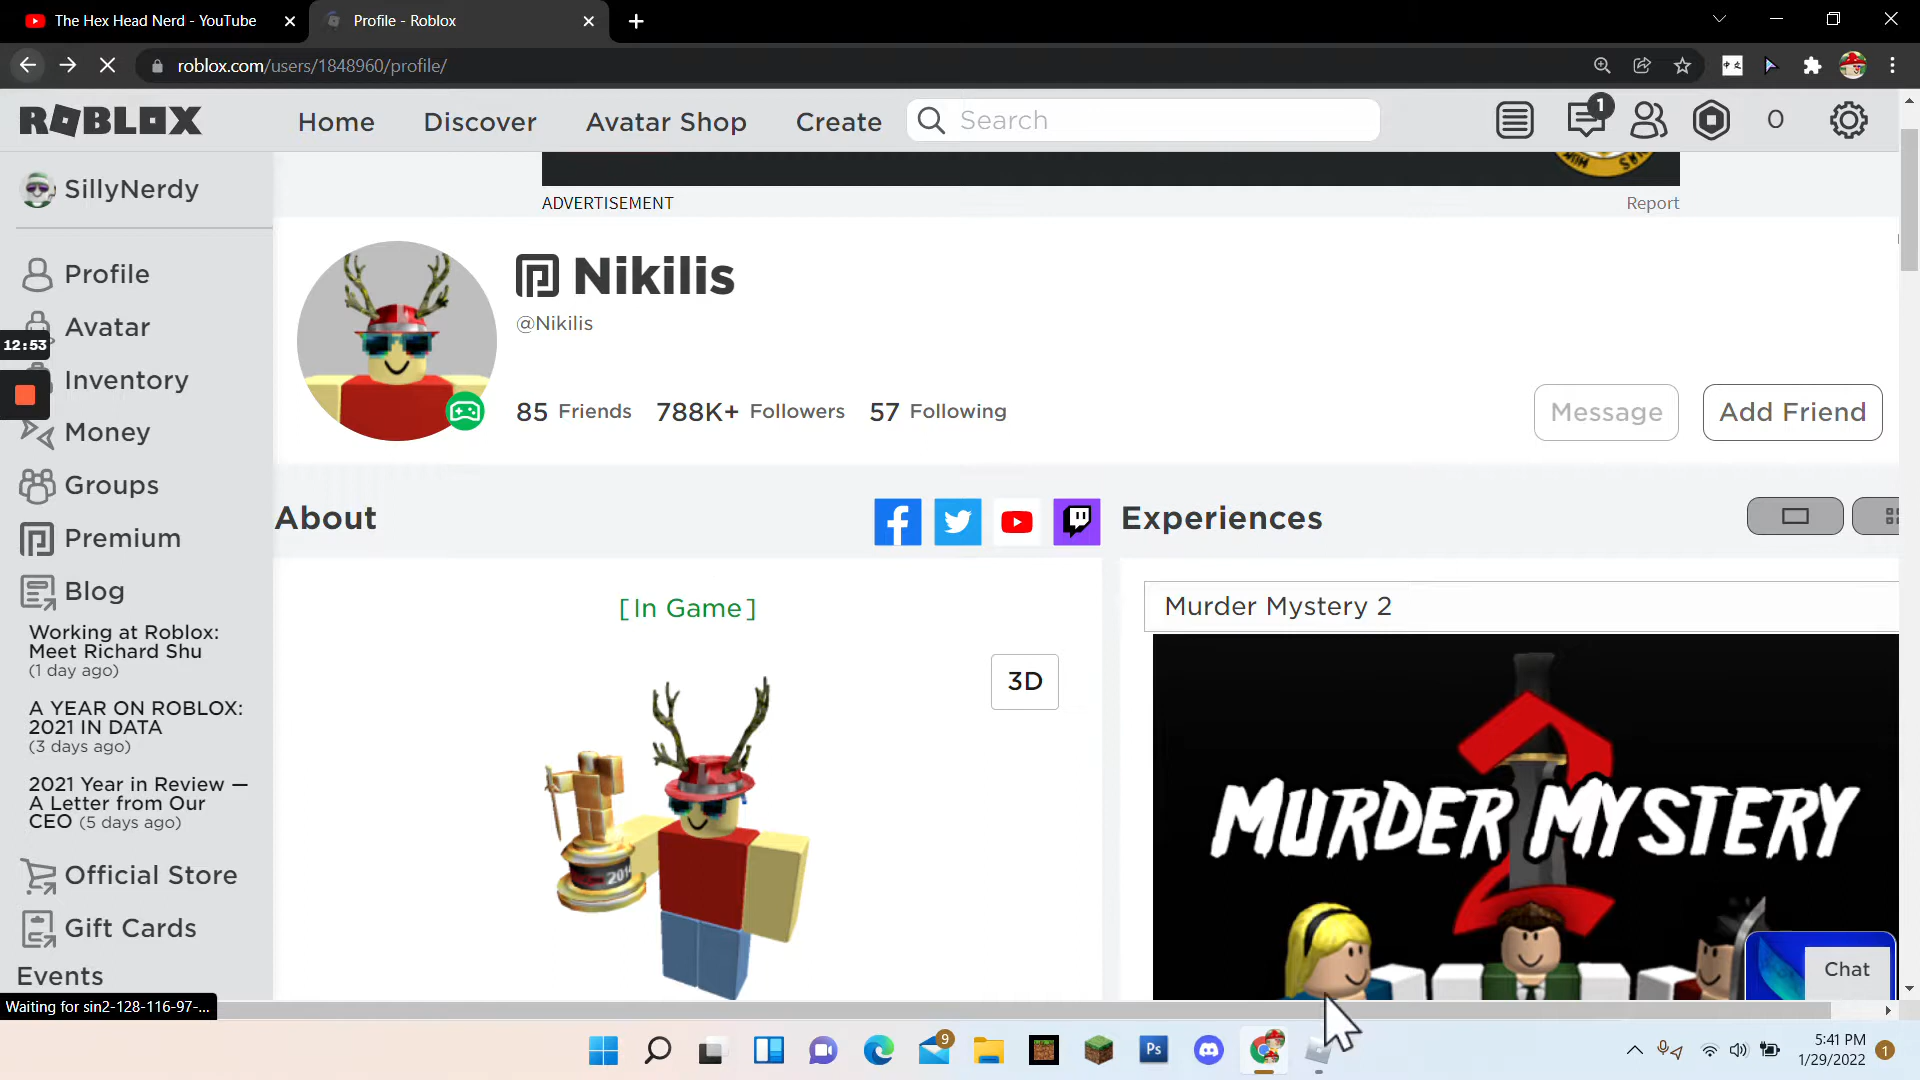 The Hex Head Nerd - YouTube
Profile - Roblox
roblox.com/users/1848960/profile/
ROBLOX
Home
Discover
Avatar Shop
Create
Search
1
0
SillyNerdy
ADVERTISEMENT
Report
Profile
Avatar
12:53
Inventory
Money
Groups
Premium
Blog
Working at Roblox:
Meet Richard Shu
(1 day ago)
A YEAR ON ROBLOX:
2021 IN DATA
(3 days ago)
2021 Year in Review —
A Letter from Our
CEO (5 days ago)
Official Store
Gift Cards
Events
Nikilis
@Nikilis
85 Friends
788K+ Followers
57 Following
Message
Add Friend
About
Experiences
[In Game]
3D
Murder Mystery 2
MURDER MYSTERY
2
Chat
Waiting for sin2-128-116-97-...
9
Ps
5:41 PM
1/29/2022
1